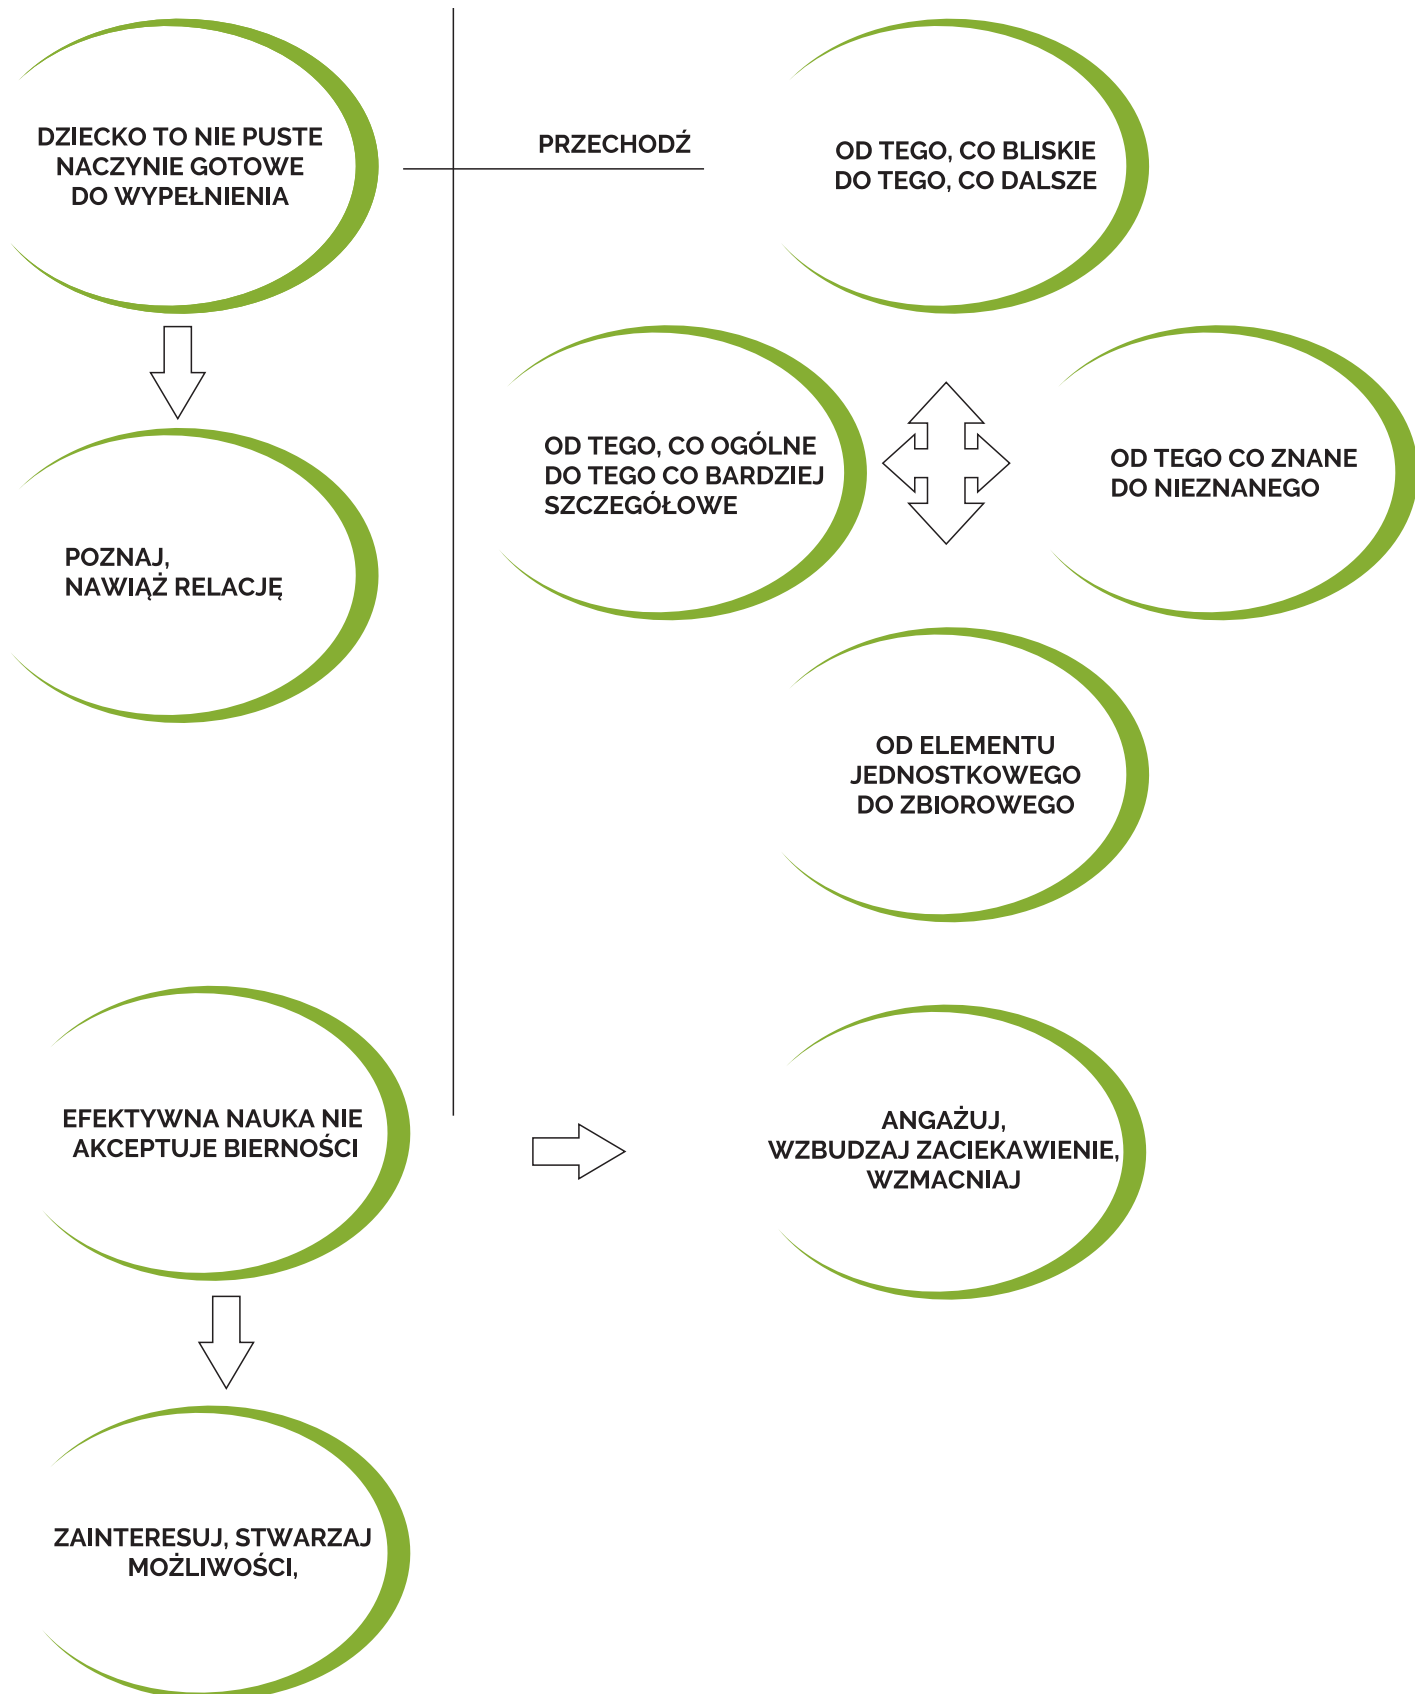 DZIECKO TO NIE PUSTE
NACZYNIE GOTOWE
DO WYPEŁNIENIA
PRZECHODŹ
OD TEGO, CO BLISKIE
DO TEGO, CO DALSZE
OD TEGO, CO OGÓLNE
DO TEGO CO BARDZIEJ
SZCZEGÓŁOWE
OD TEGO CO ZNANE
DO NIEZNANEGO
POZNAJ,
NAWIĄŻ RELACJĘ
OD ELEMENTU
JEDNOSTKOWEGO
DO ZBIOROWEGO
EFEKTYWNA NAUKA NIE
AKCEPTUJE BIERNOŚCI
ANGAŻUJ,
WZBUDZAJ ZACIEKAWIENIE,
WZMACNIAJ
ZAINTERESUJ, STWARZAJ
MOŻLIWOŚCI,